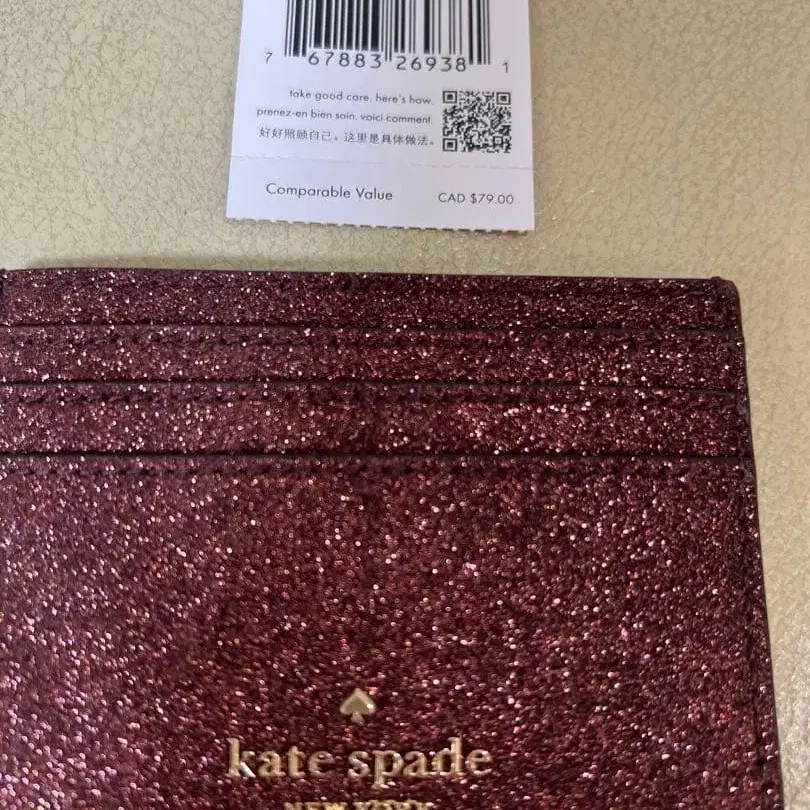 7 67883 26938 1
take good care. here's how.
prenez-en bien soin. voici comment.
好好照顾自己。这里是具体做法。
Comparable Value CAD $79.00
kate spade
NEW YORK